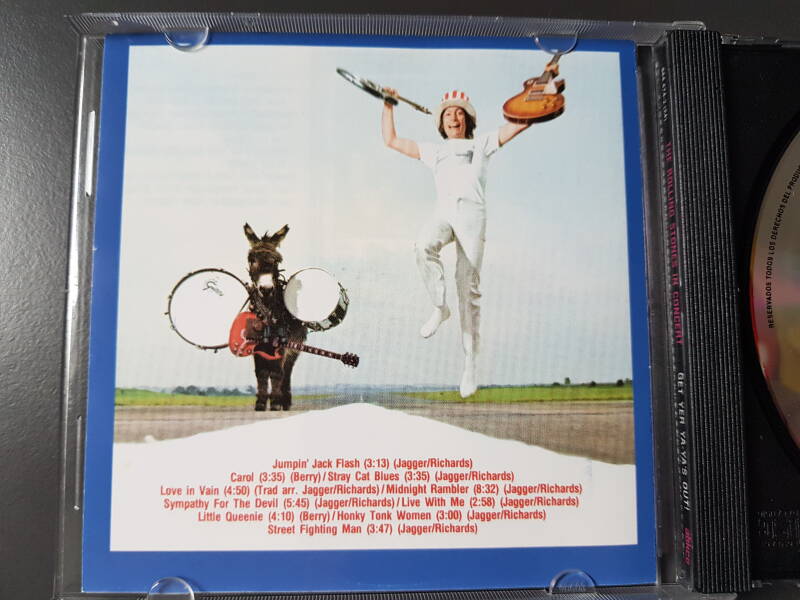 Jumpin' Jack Flash (3:13) (Jagger/Richards)
Carol (3:35) (Berry)/Stray Cat Blues (3:35) (Jagger/Richards)
Love in Vain (4:50) (Trad arr. Jagger/Richards)/Midnight Rambler (8:32) (Jagger/Richards)
Sympathy For The Devil (5:45) (Jagger/Richards)/Live With Me (2:58) (Jagger/Richards)
Little Queenie (4:10) (Berry)/Honky Tonk Women (3:00) (Jagger/Richards)
Street Fighting Man (3:47) (Jagger/Richards)
THE ROLLING STONES IN CONCERT
GET YER YA-YA'S OUT!
abkco
RESERVADOS TODOS LOS DERECHOS DEL